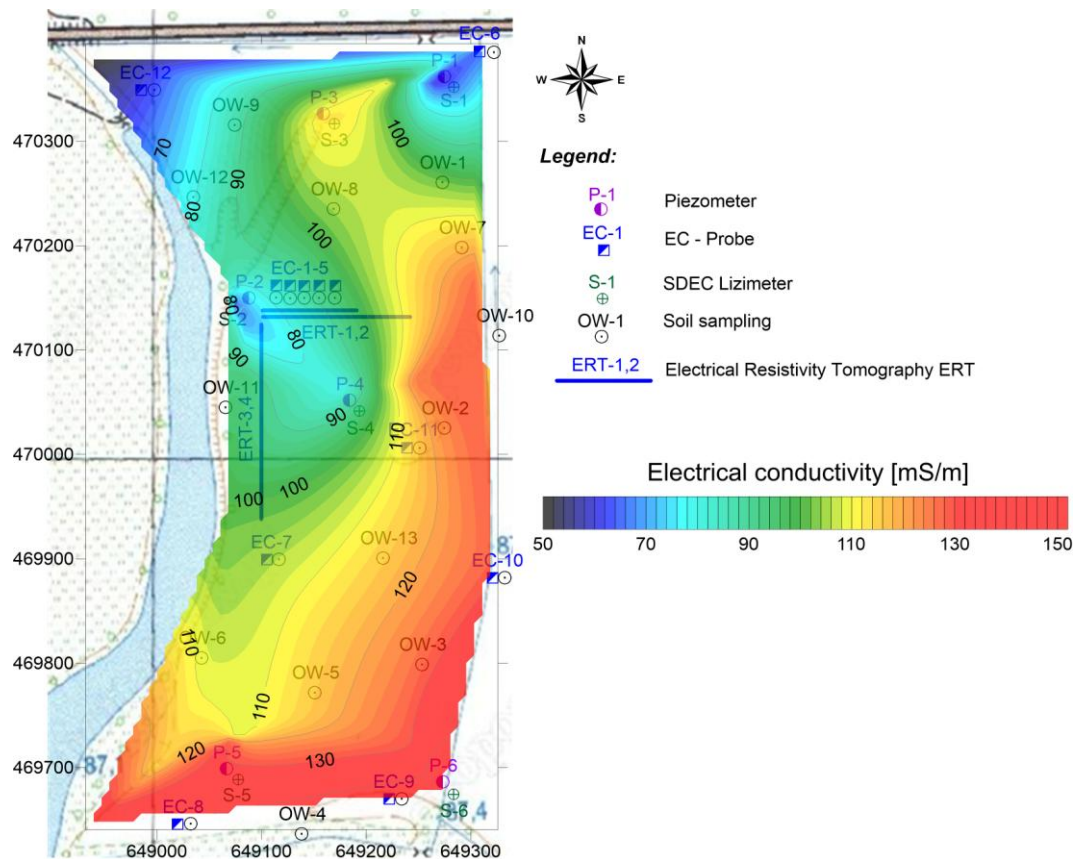 EC-6
EC-12
P-1
N
W E
S
OW-9
P-3
S-1
470300
S-3
100
OW-1
Legend:
70
OW-12
90
OW-8
P-1
Piezometer
80
100
OW-7
EC-1
EC - Probe
470200
P-2
EC-1-5
S-1
SDEC Lizimeter
80
S-2
OW-10
OW-1
Soil sampling
ERT-1,2
470100
80
90
ERT-1,2
Electrical Resistivity Tomography ERT
OW-11
P-4
ERT-3,4
90
S-4
OW-2
110
EC-11
470000
Electrical conductivity [mS/m]
100
100
50 70 90 110 130 150
EC-7
OW-13
469900
EC-10
120
110
OW-6
OW-3
469800
OW-5
110
120
130
P-5
P-6
469700
87,
S-5
EC-9
S-6
EC-8
OW-4
649000 649100 649200 649300